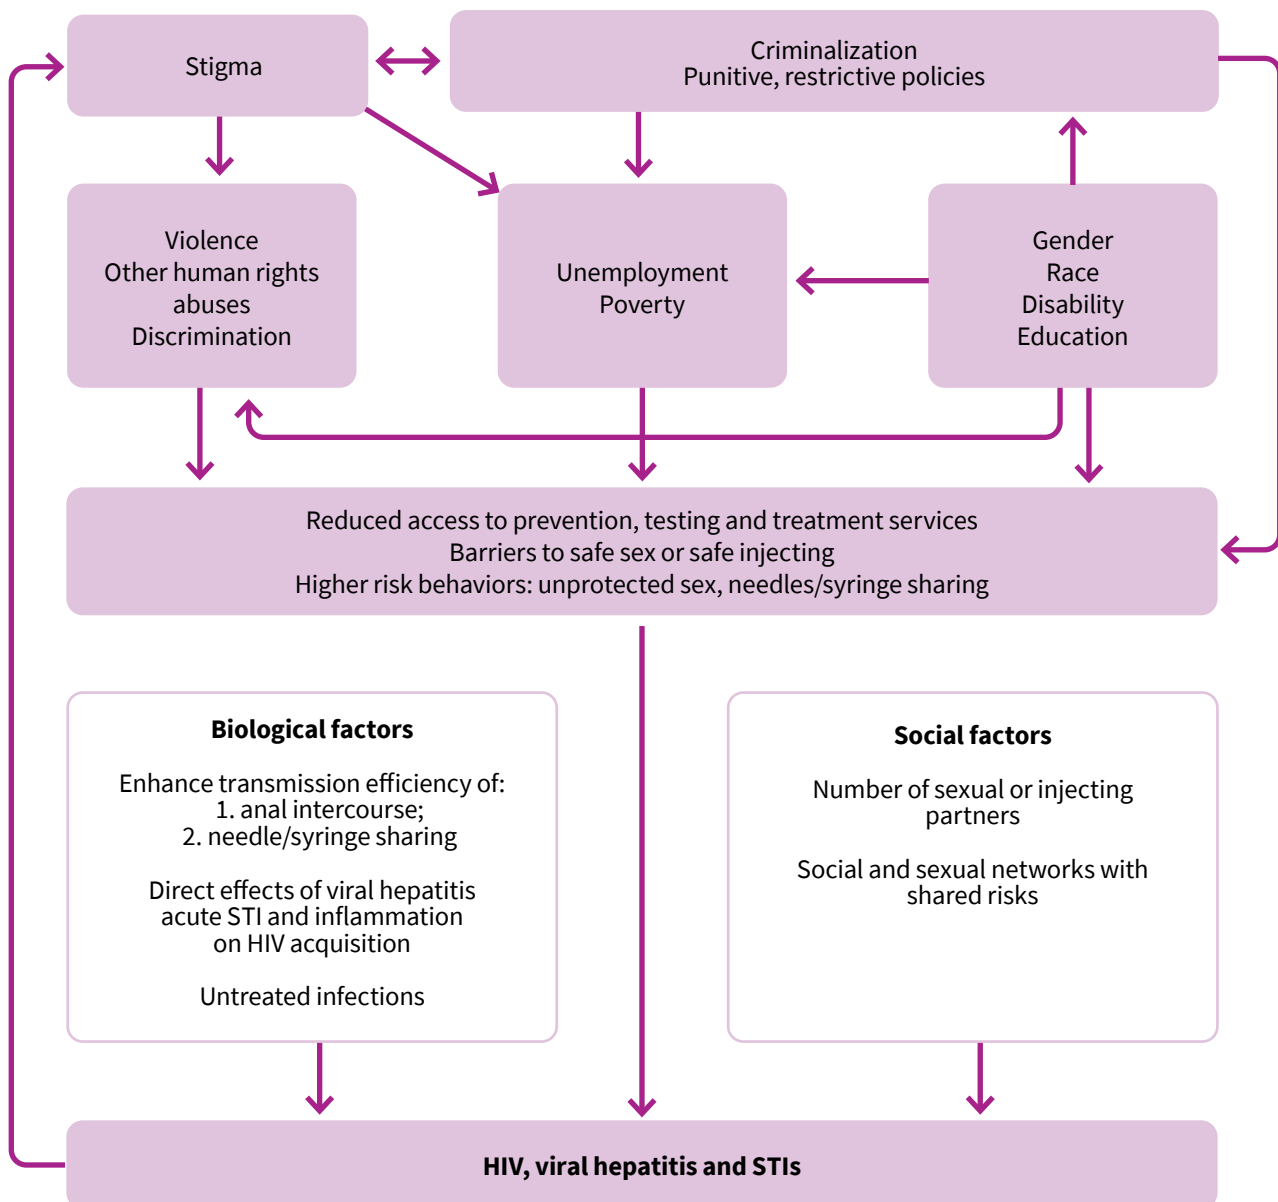 Stigma
Criminalization
Punitive, restrictive policies
Violence
Other human rights
abuses
Discrimination
Unemployment
Poverty
Gender
Race
Disability
Education
Reduced access to prevention, testing and treatment services
Barriers to safe sex or safe injecting
Higher risk behaviors: unprotected sex, needles/syringe sharing
Biological factors
Enhance transmission efficiency of:
1. anal intercourse;
2. needle/syringe sharing
Direct effects of viral hepatitis
acute STI and inflammation
on HIV acquisition
Untreated infections
Social factors
Number of sexual or injecting
partners
Social and sexual networks with
shared risks
HIV, viral hepatitis and STIs